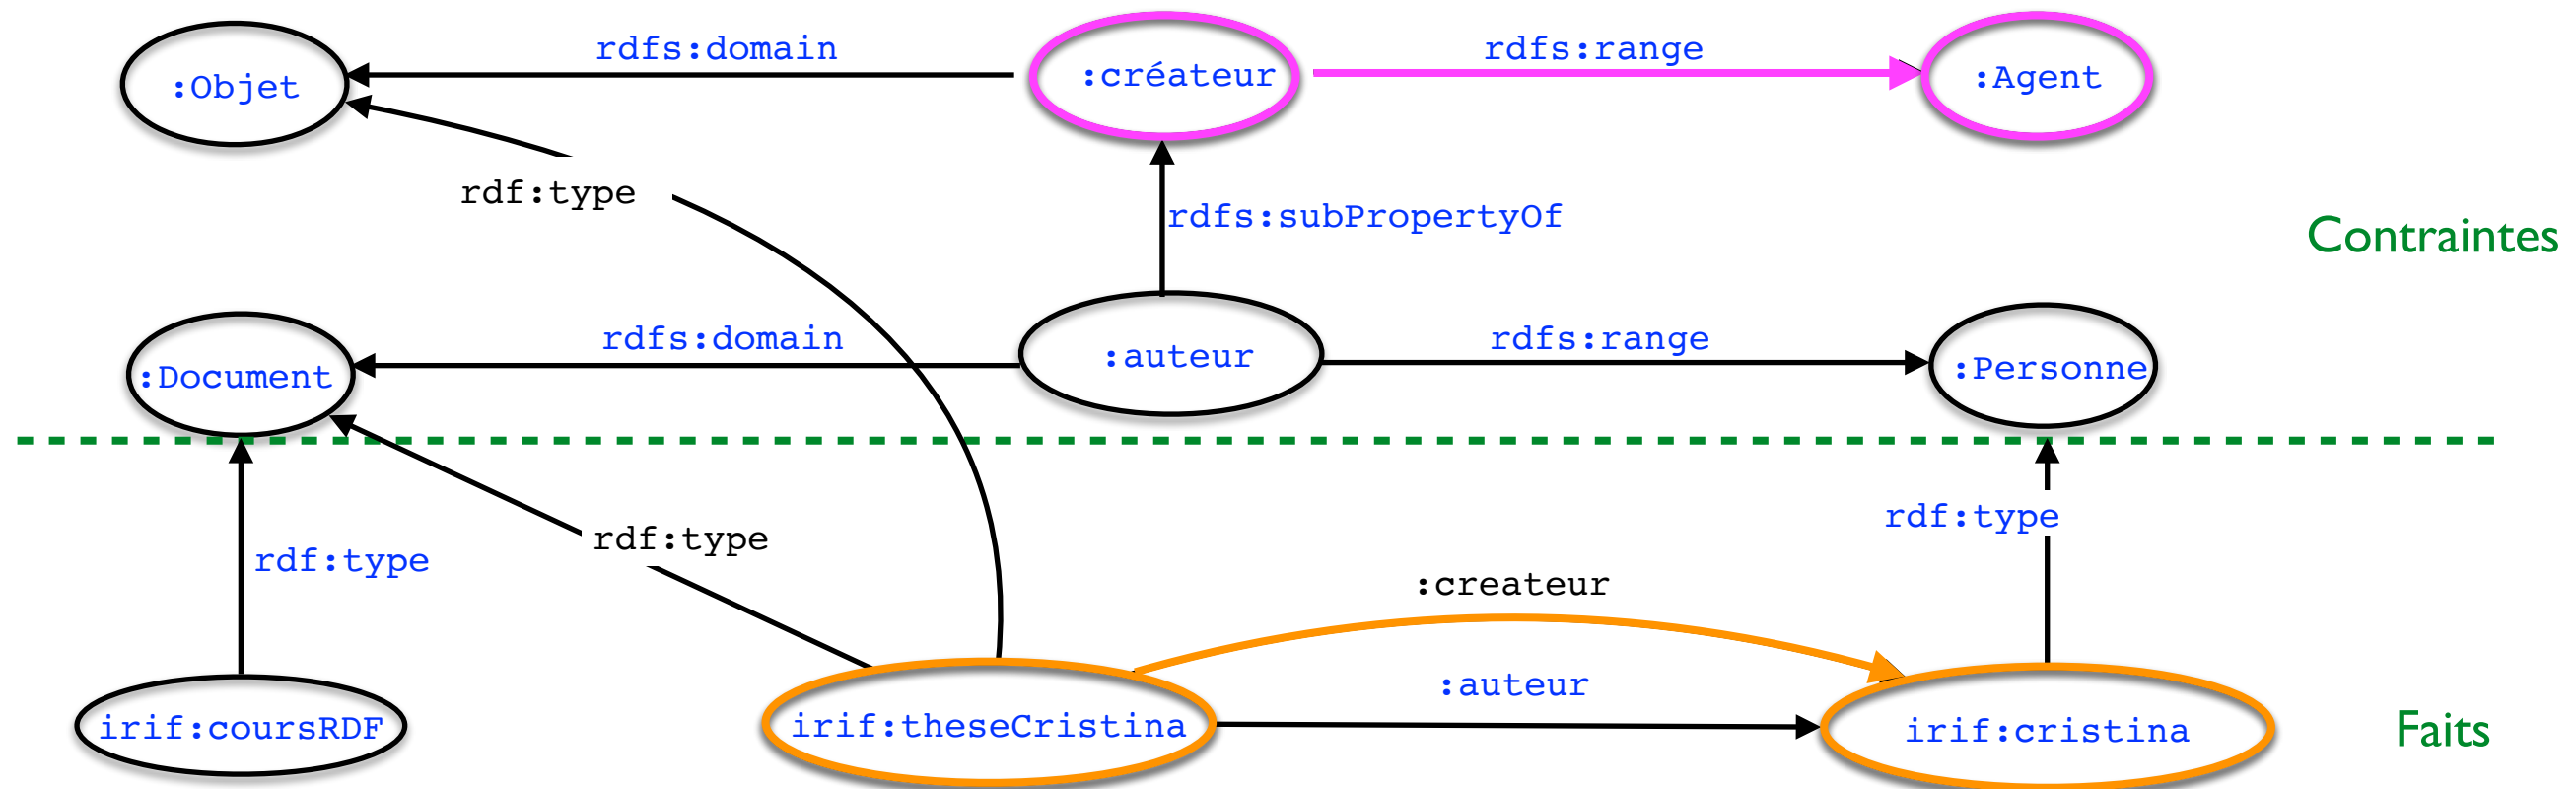 rdfs:domain
rdfs:range
:Objet
:créateur
:Agent
rdf:type
rdfs:subPropertyOf
Contraintes
rdfs:domain
rdfs:range
:Document
:auteur
:Personne
rdf:type
rdf:type
rdf:type
:createur
:auteur
irif:coursRDF
irif:theseCristina
irif:cristina
Faits